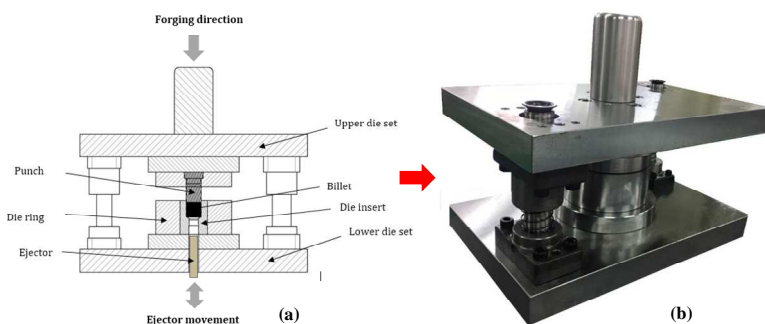 Forging direction
Upper die set
Punch
Billet
Die ring
Die insert
Lower die set
Ejector
Ejector movement
(a)
(b)